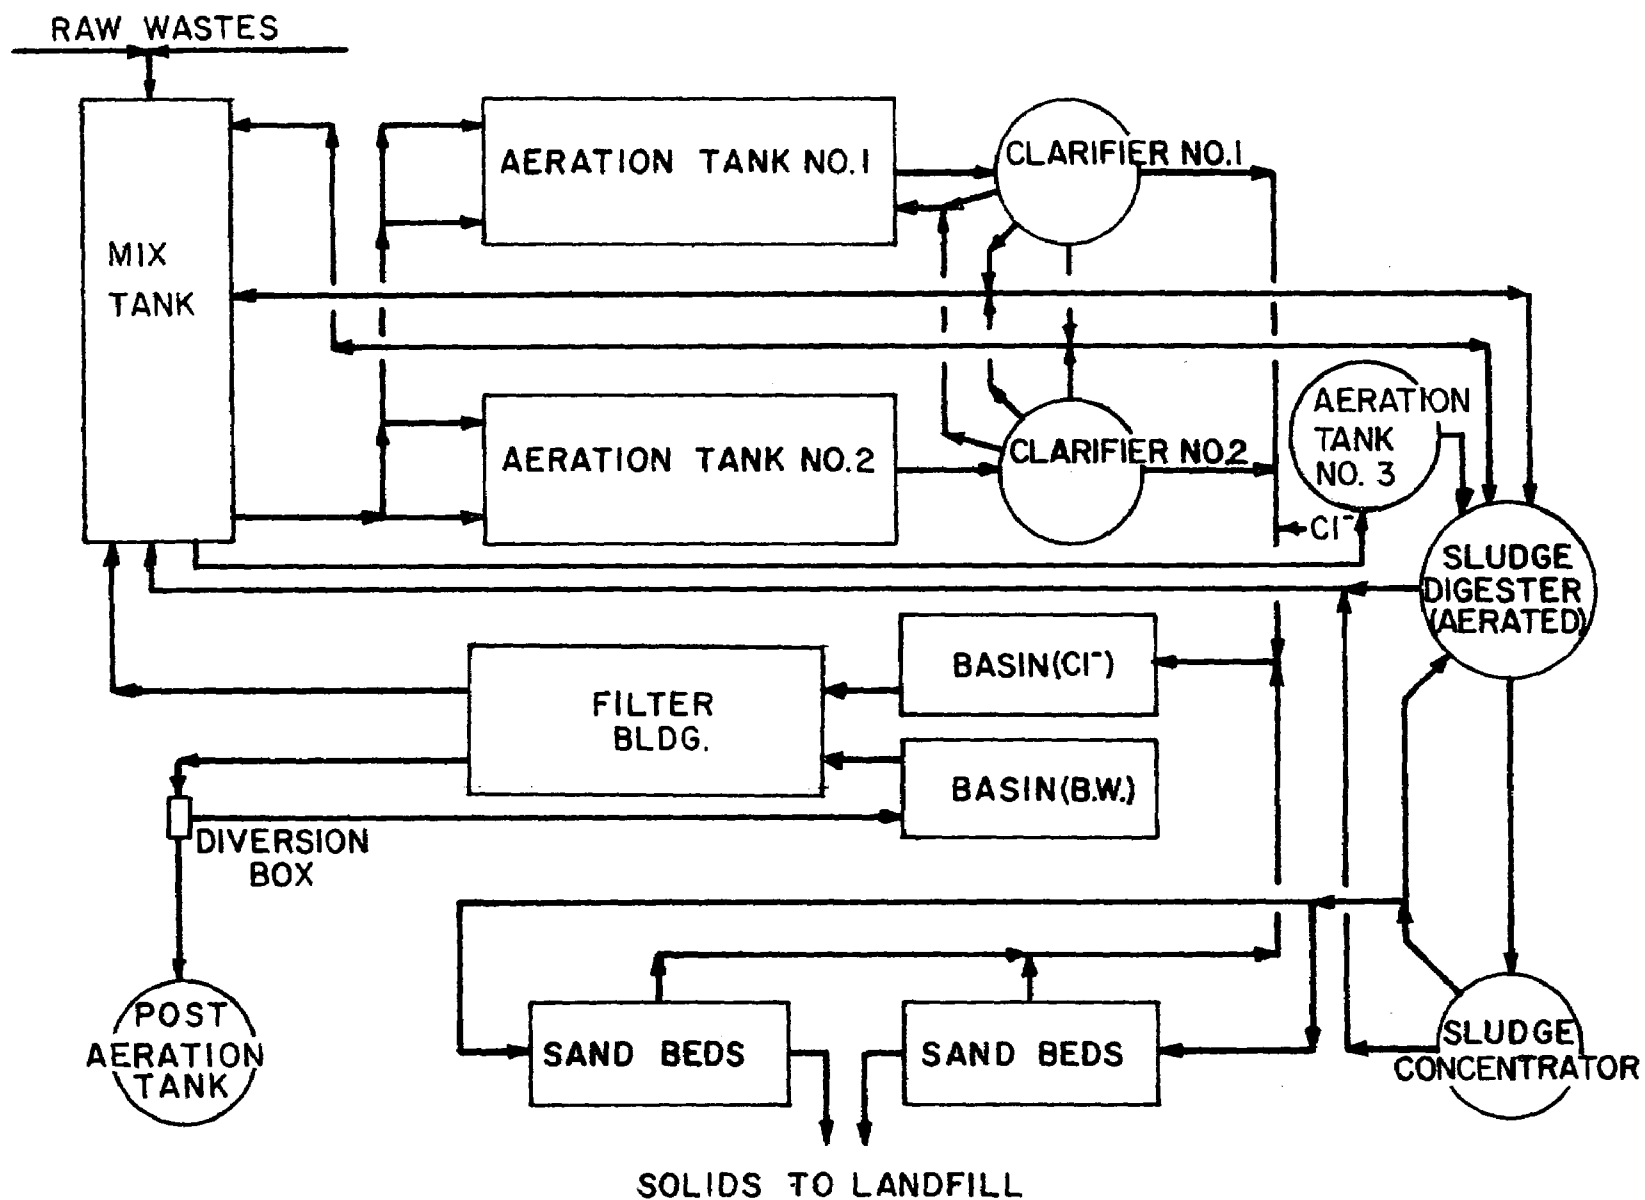 RAW WASTES
AERATION TANK NO.1
CLARIFIER NO.1
MIX
TANK
AERATION
TANK
NO. 3
AERATION TANK NO.2
CLARIFIER NO.2
Cl⁻
SLUDGE
DIGESTER
(AERATED)
BASIN(Cl⁻)
FILTER
BLDG.
BASIN(B.W.)
DIVERSION
BOX
POST
AERATION
TANK
SAND BEDS
SAND BEDS
SLUDGE
CONCENTRATOR
SOLIDS TO LANDFILL